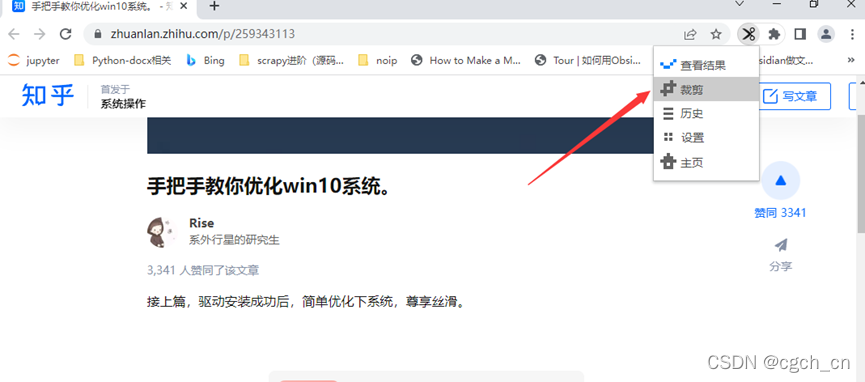 知 手把手教你优化win10系统。 - 知
zhuanlan.zhihu.com/p/259343113
jupyter Python-docx相关 Bing scrapy进阶（源码... noip How to Make a M... Tour | 如何用Obsi... sidian做文...
查看结果
裁剪
历史
设置
主页
知乎
首发于
系统操作
写文章
手把手教你优化win10系统。
Rise
系外行星的研究生
3,341 人赞同了该文章
接上篇，驱动安装成功后，简单优化下系统，尊享丝滑。
赞同 3341
分享
CSDN @cgch_cn